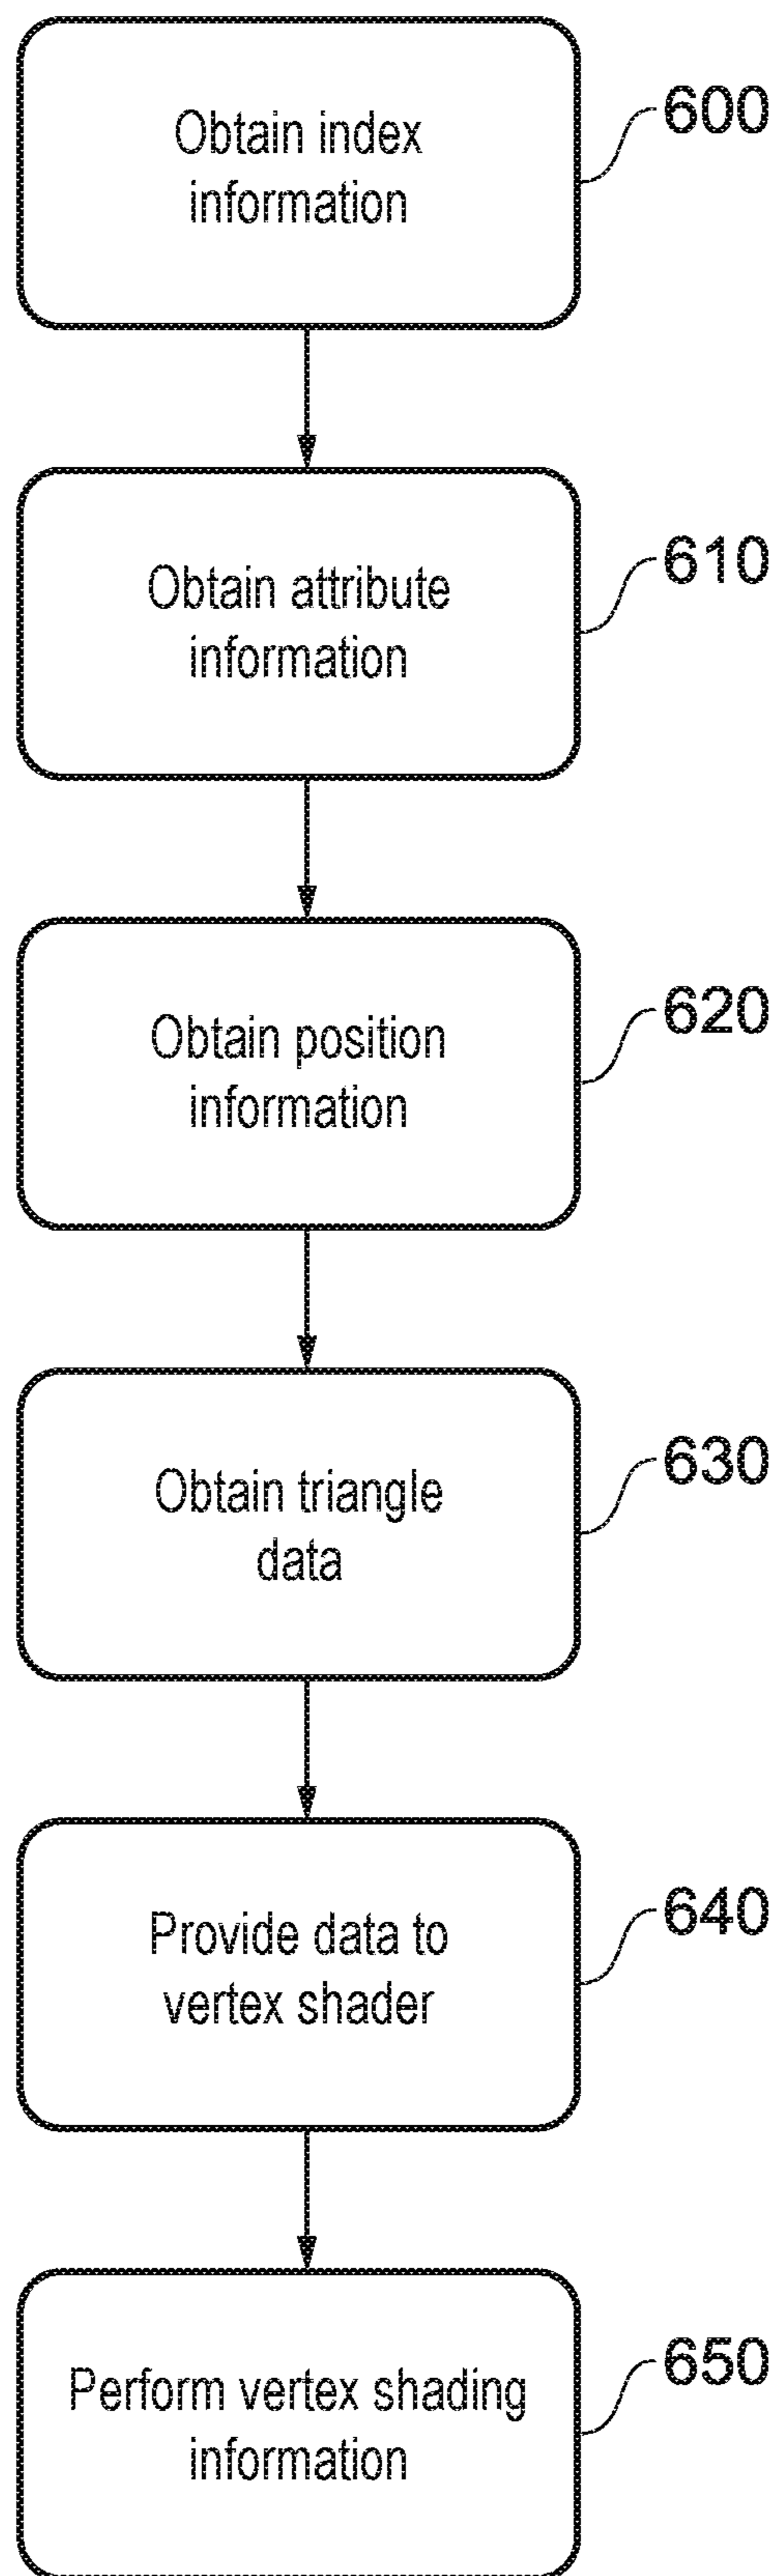 Obtain index
information
600
Obtain attribute
information
610
Obtain position
information
620
Obtain triangle
data
630
Provide data to
vertex shader
640
Perform vertex shading
information
650